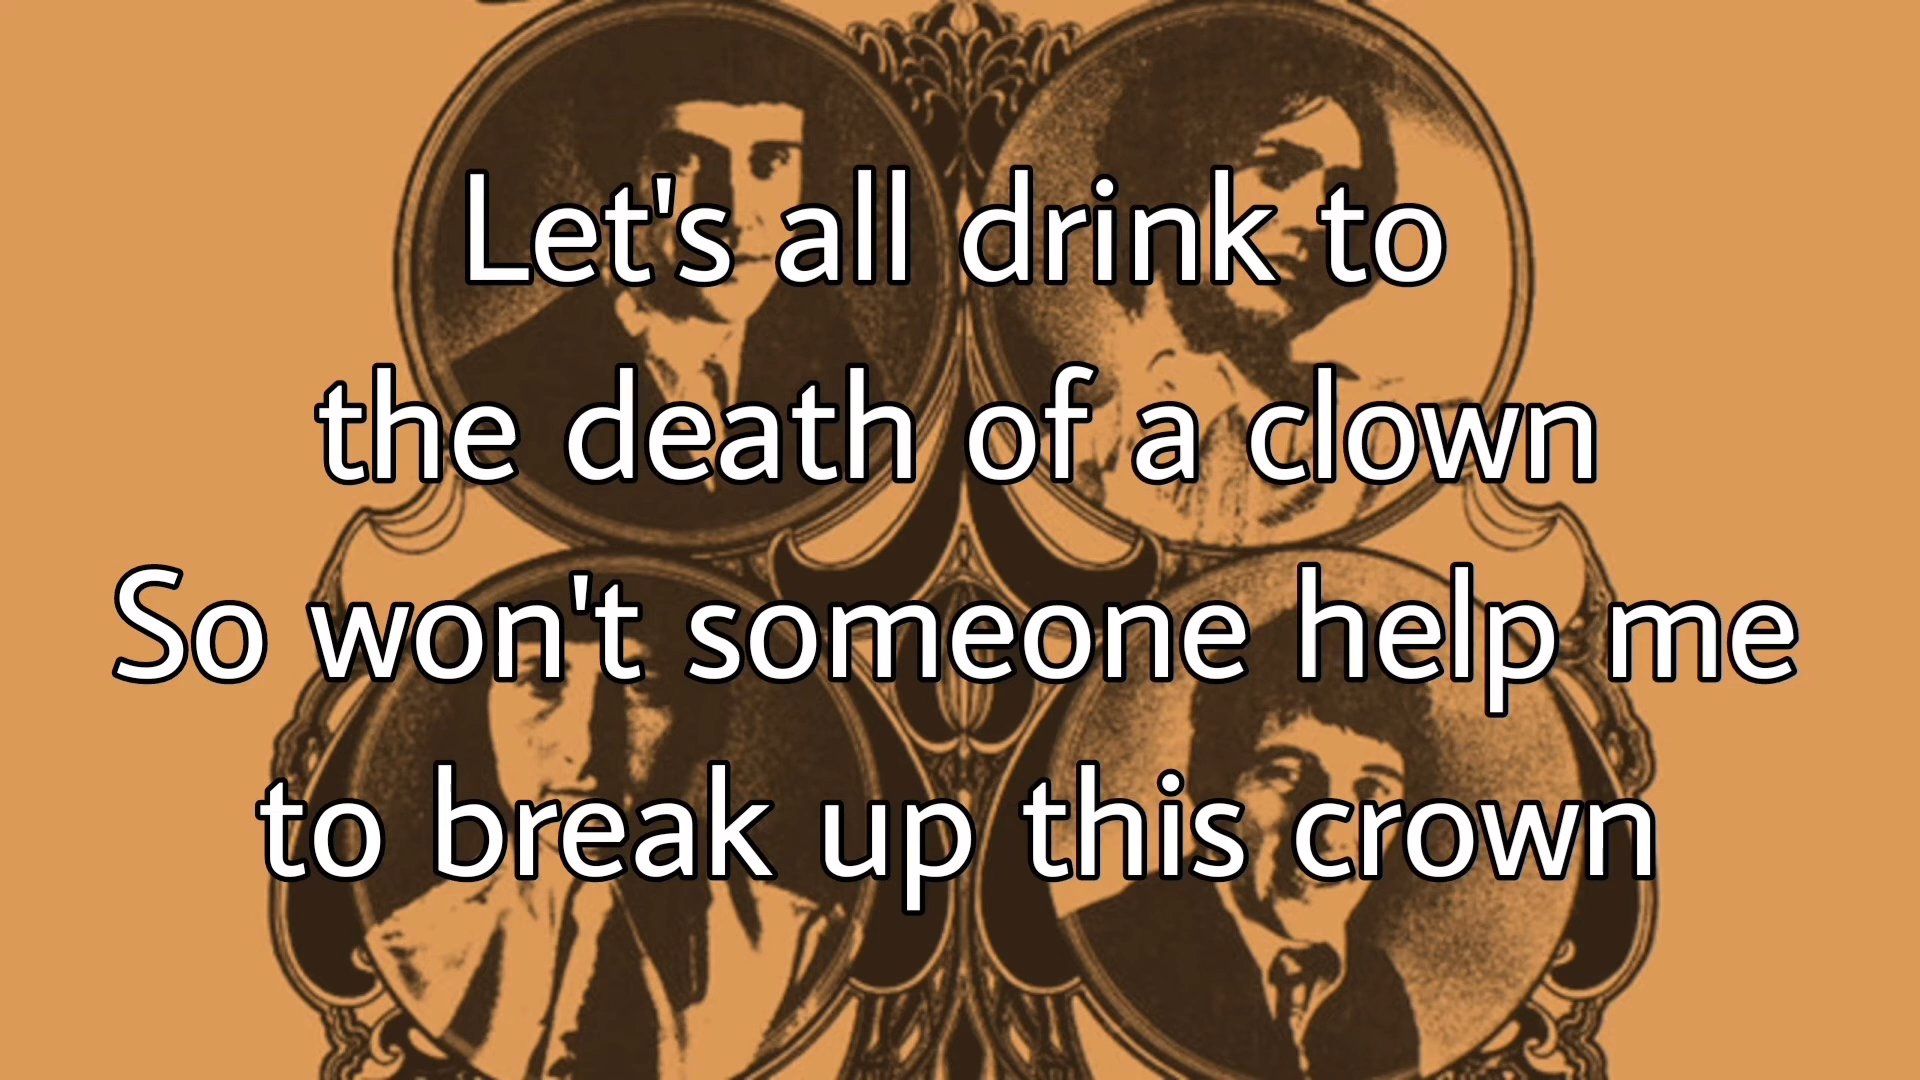 Let's all drink to
the death of a clown
So won't someone help me
to break up this crown